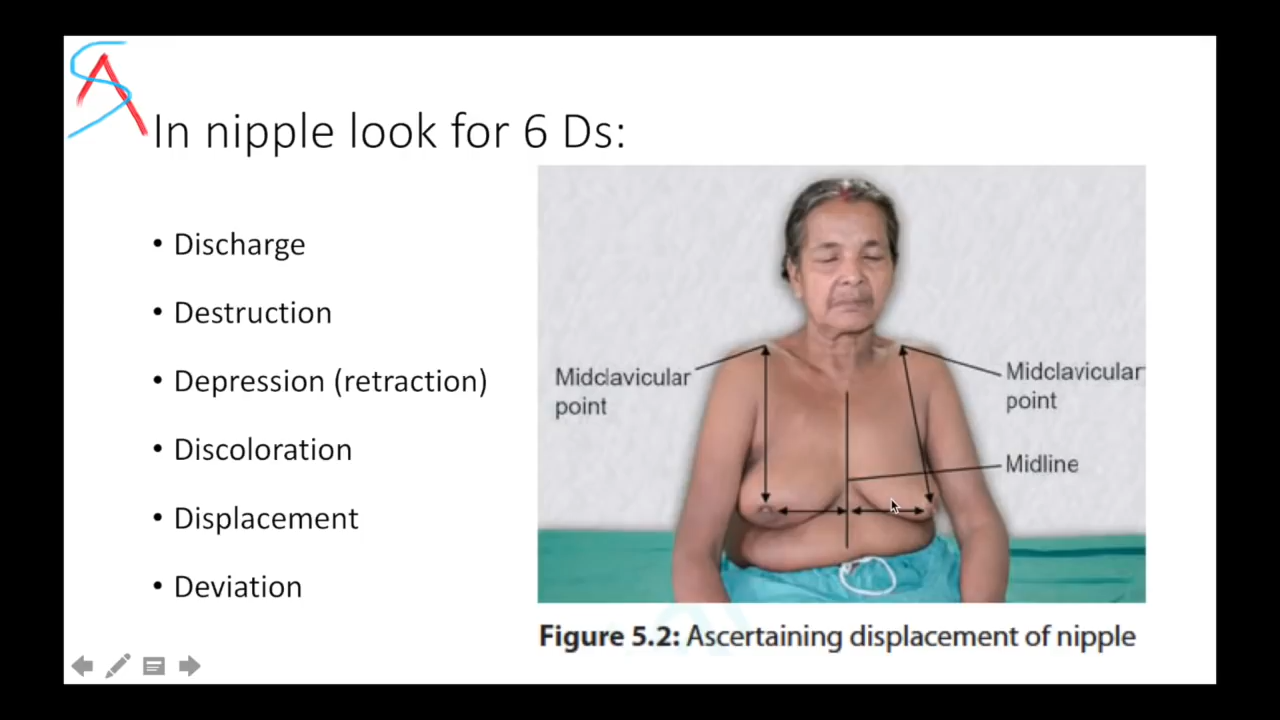 SA
In nipple look for 6 Ds:
• Discharge
• Destruction
• Depression (retraction)
• Discoloration
• Displacement
• Deviation
Midclavicular
point
Midclavicular
point
Midline
Figure 5.2: Ascertaining displacement of nipple